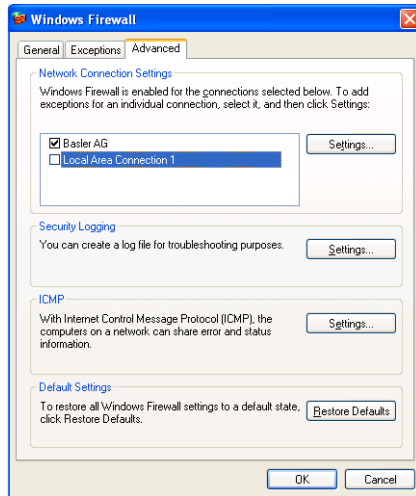 Windows Firewall
General Exceptions Advanced
Network Connection Settings
Windows Firewall is enabled for the connections selected below. To add
exceptions for an individual connection, select it, and then click Settings:
Basler AG
Local Area Connection 1
Settings...
Security Logging
You can create a log file for troubleshooting purposes.
Settings...
ICMP
With Internet Control Message Protocol (ICMP), the
computers on a network can share error and status
information.
Settings...
Default Settings
To restore all Windows Firewall settings to a default state,
click Restore Defaults.
Restore Defaults
OK Cancel